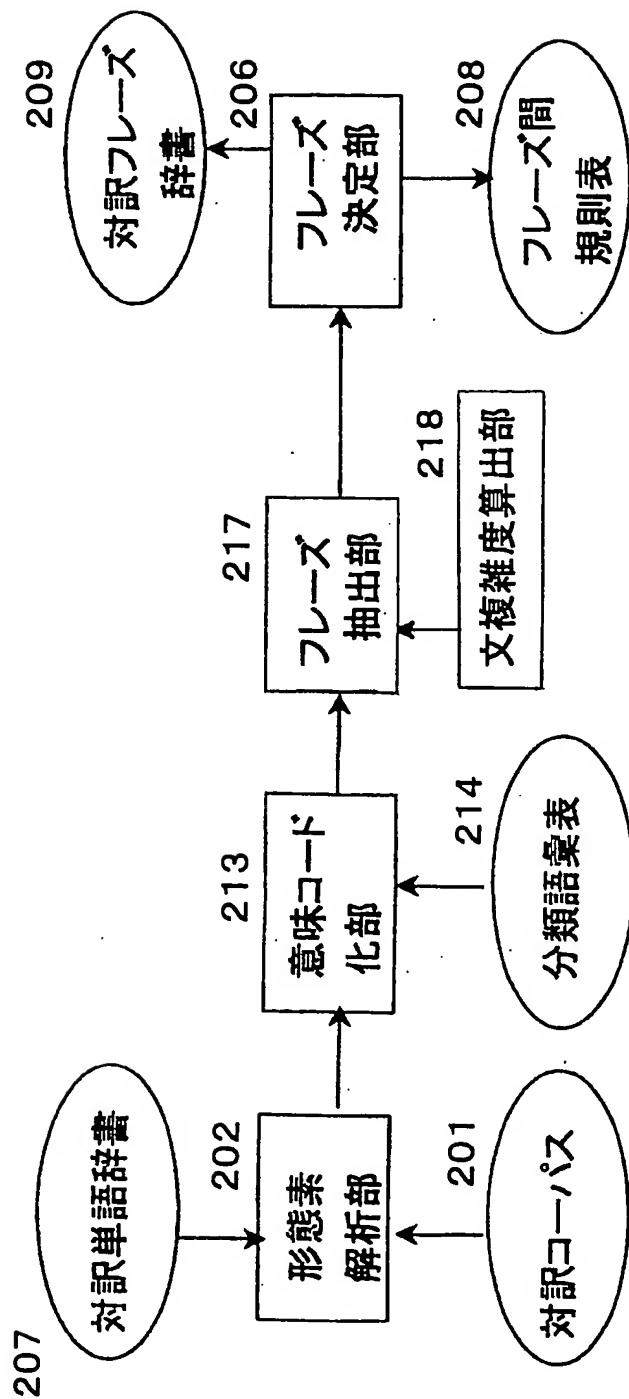 207
対訳単語辞書
202
形態素
解析部
201
対訳コーパス
213
意味コード
化部
214
分類語彙表
217
フレーズ
抽出部
218
文複雑度算出部
209
対訳フレーズ
辞書
206
フレーズ
決定部
208
フレーズ間
規則表